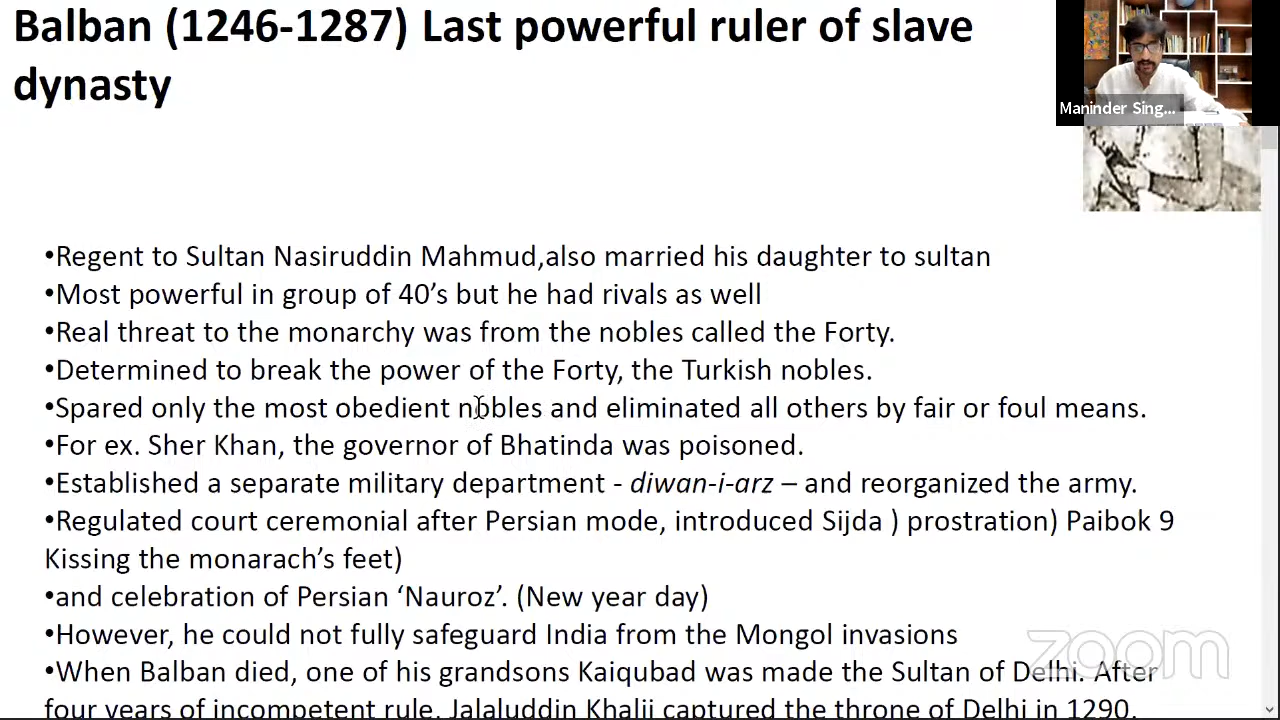 Balban (1246-1287) Last powerful ruler of slave
dynasty
Maninder Sing...
•Regent to Sultan Nasiruddin Mahmud,also married his daughter to sultan
•Most powerful in group of 40’s but he had rivals as well
•Real threat to the monarchy was from the nobles called the Forty.
•Determined to break the power of the Forty, the Turkish nobles.
•Spared only the most obedient nobles and eliminated all others by fair or foul means.
•For ex. Sher Khan, the governor of Bhatinda was poisoned.
•Established a separate military department - diwan-i-arz – and reorganized the army.
•Regulated court ceremonial after Persian mode, introduced Sijda ) prostration) Paibok 9
Kissing the monarach’s feet)
•and celebration of Persian ‘Nauroz’. (New year day)
•However, he could not fully safeguard India from the Mongol invasions
zoom
•When Balban died, one of his grandsons Kaiqubad was made the Sultan of Delhi. After
four years of incompetent rule, Jalaluddin Khalji captured the throne of Delhi in 1290.